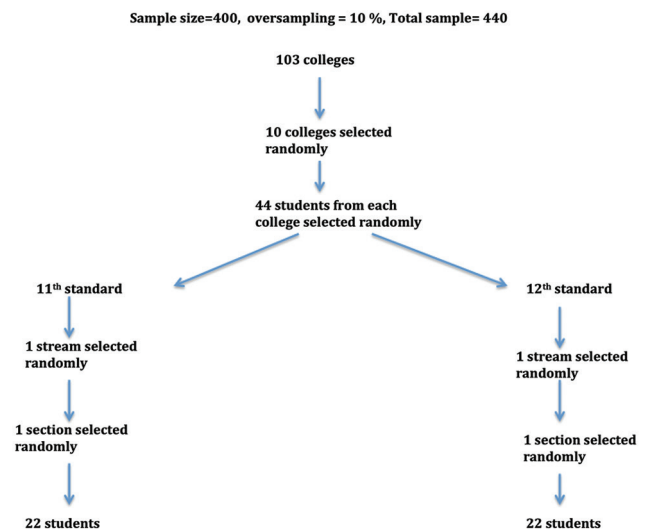 Sample size=400, oversampling = 10 %, Total sample= 440
103 colleges
10 colleges selected
randomly
44 students from each
college selected randomly
11th standard
1 stream selected
randomly
1 section selected
randomly
22 students
12th standard
1 stream selected
randomly
1 section selected
randomly
22 students